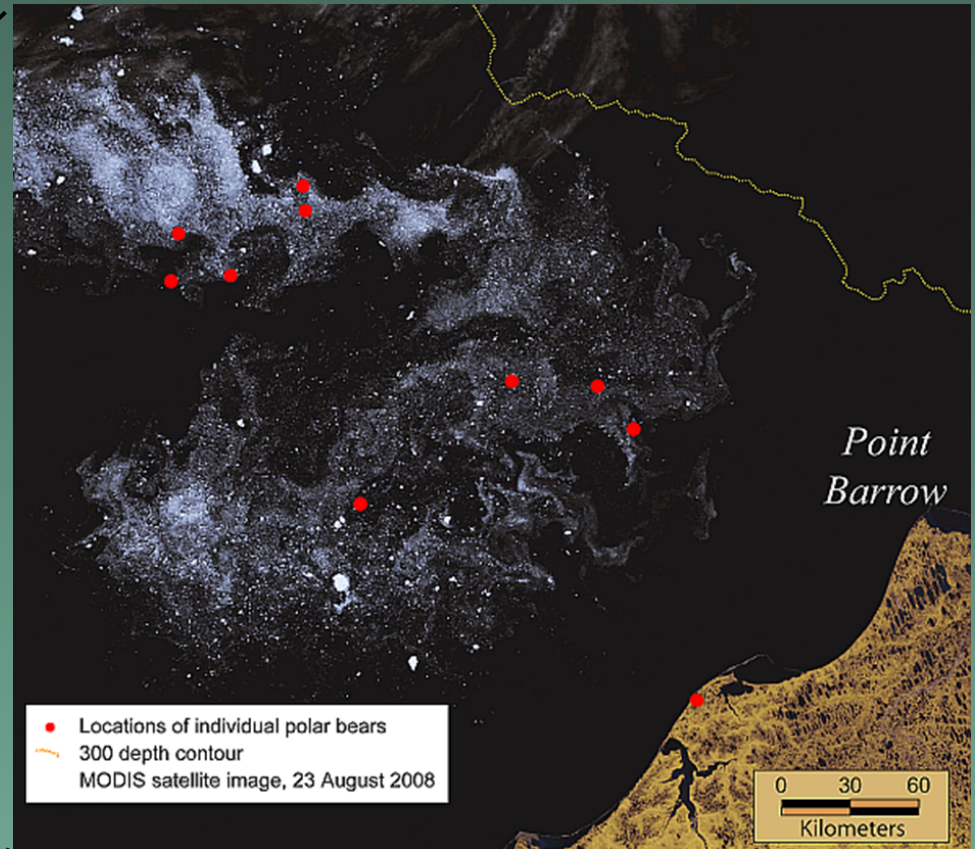 Point
Barrow
Locations of individual polar bears
300 depth contour
MODIS satellite image, 23 August 2008
0 30 60
Kilometers